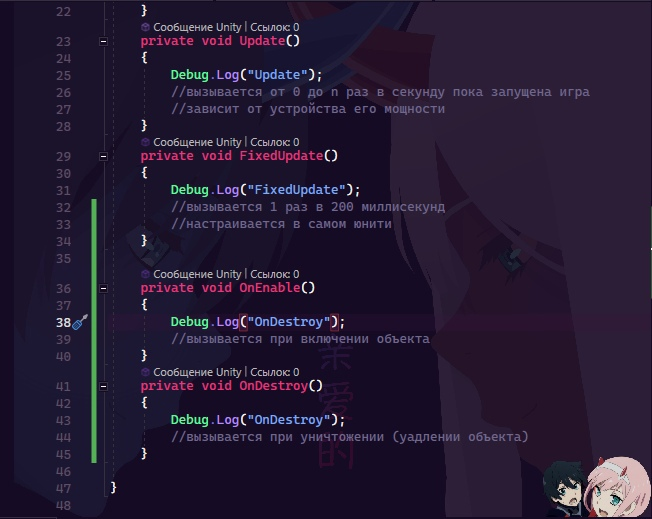 22 }
Сообщение Unity | Ссылок: 0
23 private void Update()
24 {
25 Debug.Log("Update");
26 //вызывается от 0 до n раз в секунду пока запущена игра
27 //зависит от устройства его мощности
28 }
Сообщение Unity | Ссылок: 0
29 private void FixedUpdate()
30 {
31 Debug.Log("FixedUpdate");
32 //вызывается 1 раз в 200 миллисекунд
33 //настраивается в самом юнити
34 }
35
Сообщение Unity | Ссылок: 0
36 private void OnEnable()
37 {
38 Debug.Log("OnDestroy");
39 //вызывается при включении объекта
40 }
Сообщение Unity | Ссылок: 0
41 private void OnDestroy()
42 {
43 Debug.Log("OnDestroy");
44 //вызывается при уничтожении (уадлении объекта)
45 }
46
47 }
48
亲爱的